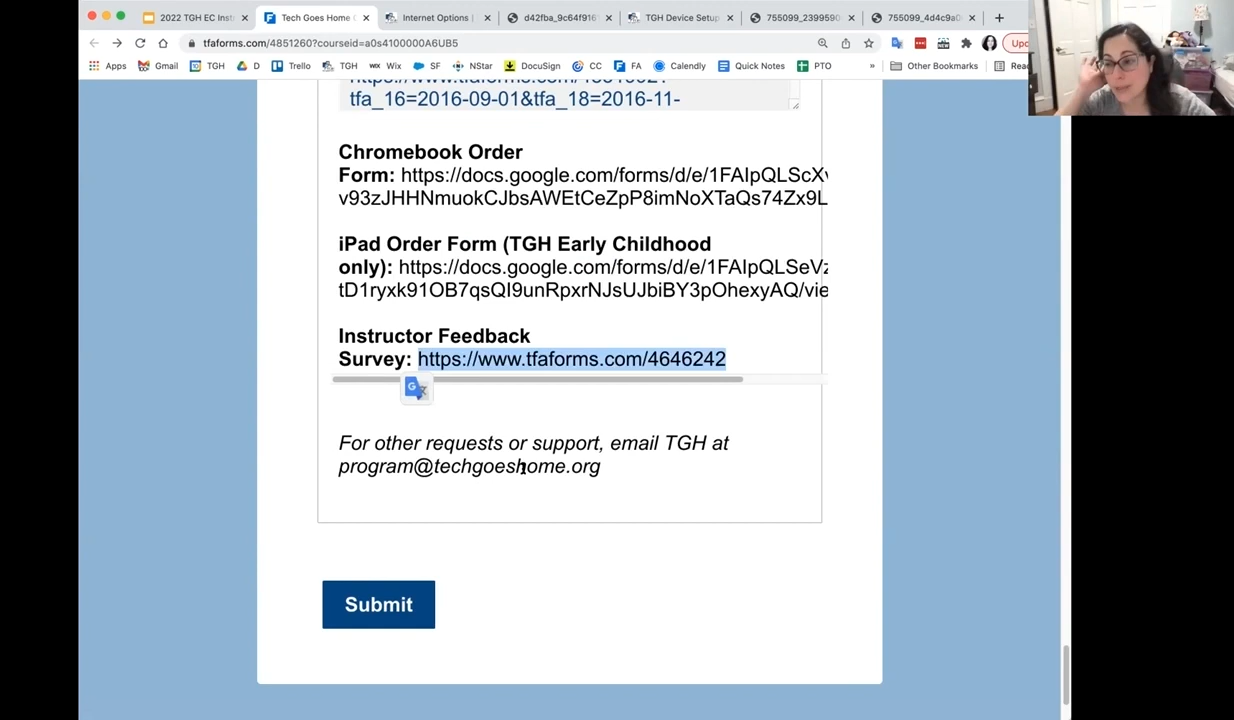 2022 TGH EC Inst
Tech Goes Home
Internet Options |
d42fba_9c64f916
TGH Device Setup
755099_2399590
755099_4d4c9a0
tfaforms.com/4851260?courseid=a0s4100000A6UB5
Apps Gmail TGH D Trello TGH Wix SF NStar DocuSign CC FA Calendly Quick Notes PTO » Other Bookmarks
tfa_16=2016-09-01&tfa_18=2016-11-
Chromebook Order
Form: https://docs.google.com/forms/d/e/1FAIpQLScX
v93zJHHNmuokCJbsAWEtCeZpP8imNoXTaQs74Zx9L
iPad Order Form (TGH Early Childhood
only): https://docs.google.com/forms/d/e/1FAIpQLSeV
tD1ryxk91OB7qsQI9unRpxrNJsUJbiBY3pOhexyAQ/vie
Instructor Feedback
Survey: https://www.tfaforms.com/4646242
For other requests or support, email TGH at
program@techgoeshome.org
Submit